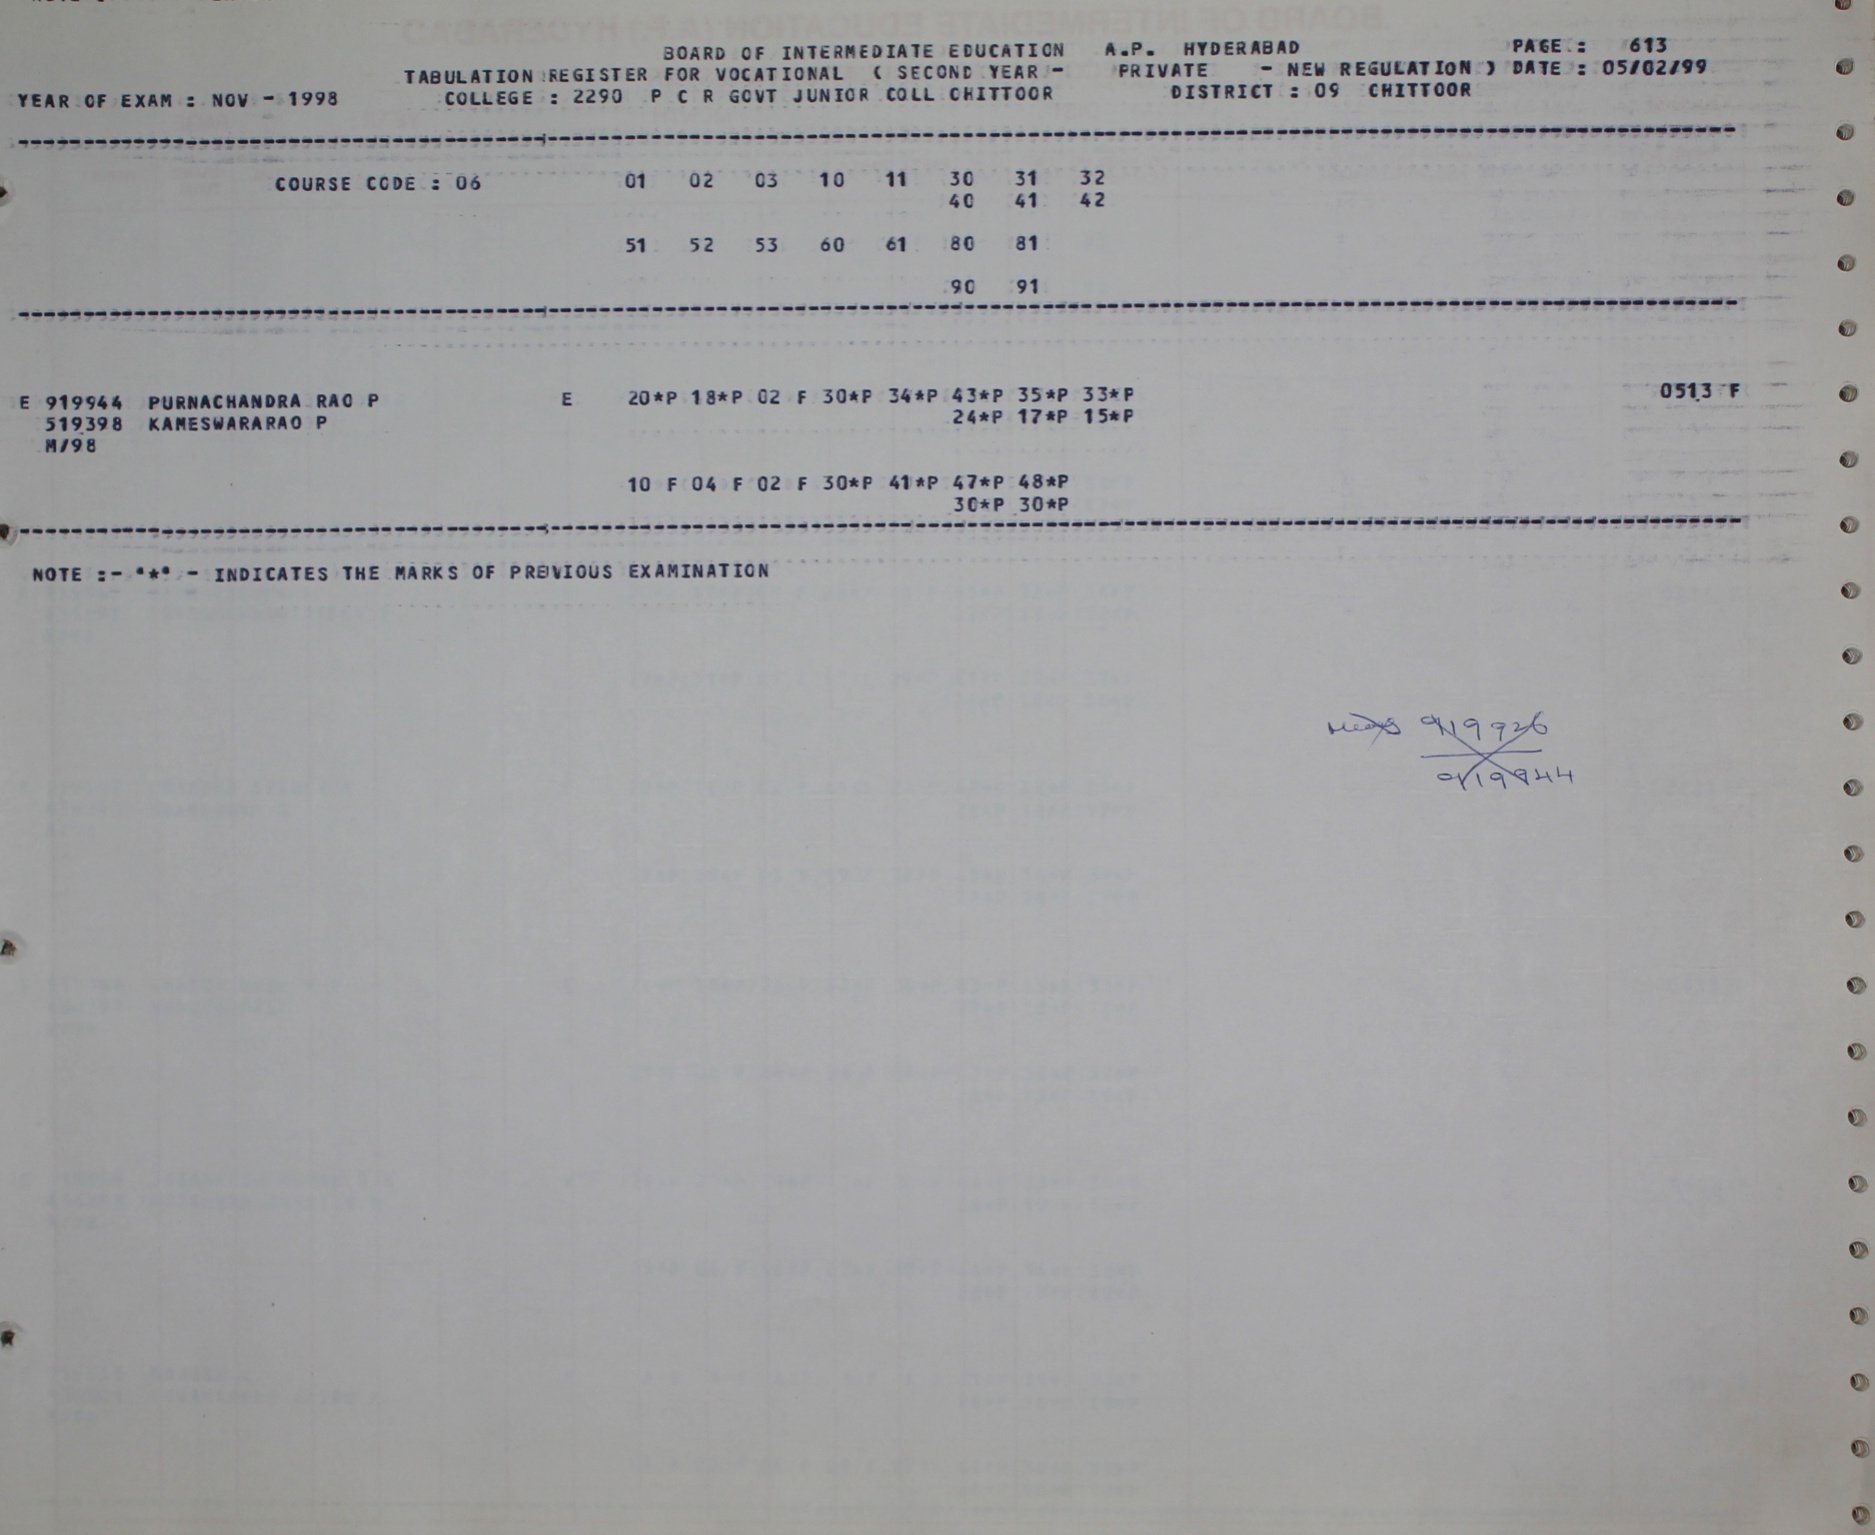 BOARD OF INTERMEDIATE EDUCATION A.P. HYDERABAD PAGE : 613
TABULATION REGISTER FOR VOCATIONAL ( SECOND YEAR - PRIVATE - NEW REGULATION ) DATE : 05/02/99
YEAR OF EXAM : NOV - 1998 COLLEGE : 2290 P C R GOVT JUNIOR COLL CHITTOOR DISTRICT : 09 CHITTOOR
COURSE CODE : 06 01 02 03 10 11 30 31 32
40 41 42
51 52 53 60 61 80 81
90 91
E 919944 PURNACHANDRA RAO P E 20*P 18*P 02 F 30*P 34*P 43*P 35*P 33*P 0513 F
519398 KAMESWARARAO P 24*P 17*P 15*P
M/98
10 F 04 F 02 F 30*P 41*P 47*P 48*P
30*P 30*P
NOTE :- "*" - INDICATES THE MARKS OF PREVIOUS EXAMINATION
919926
919944